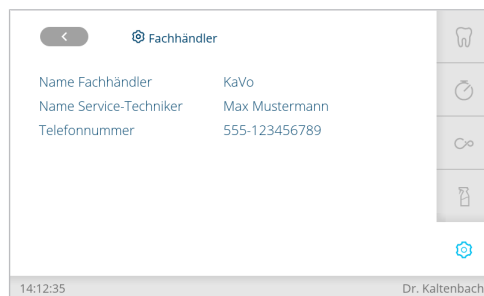 Fachhändler
Name Fachhändler KaVo
Name Service-Techniker Max Mustermann
Telefonnummer 555-123456789
14:12:35 Dr. Kaltenbach